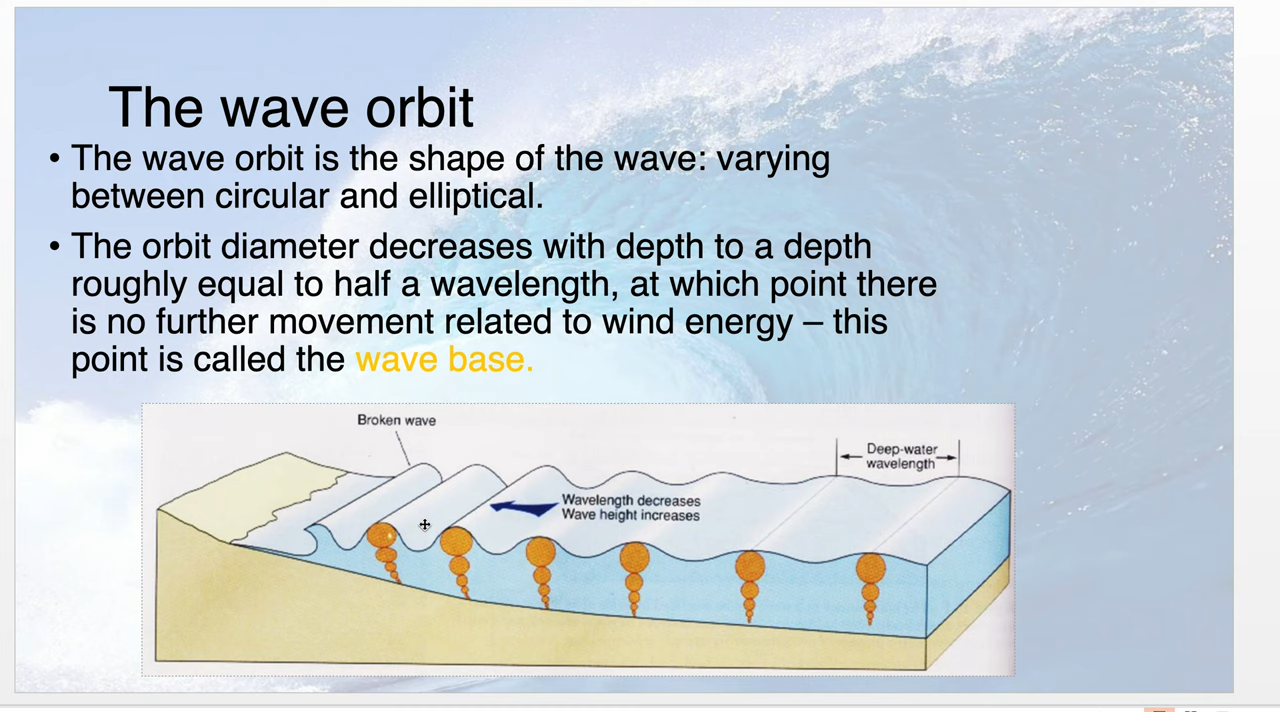 The wave orbit
• The wave orbit is the shape of the wave: varying
between circular and elliptical.
• The orbit diameter decreases with depth to a depth
roughly equal to half a wavelength, at which point there
is no further movement related to wind energy – this
point is called the wave base.
Broken wave
Deep-water
wavelength
Wavelength decreases
Wave height increases